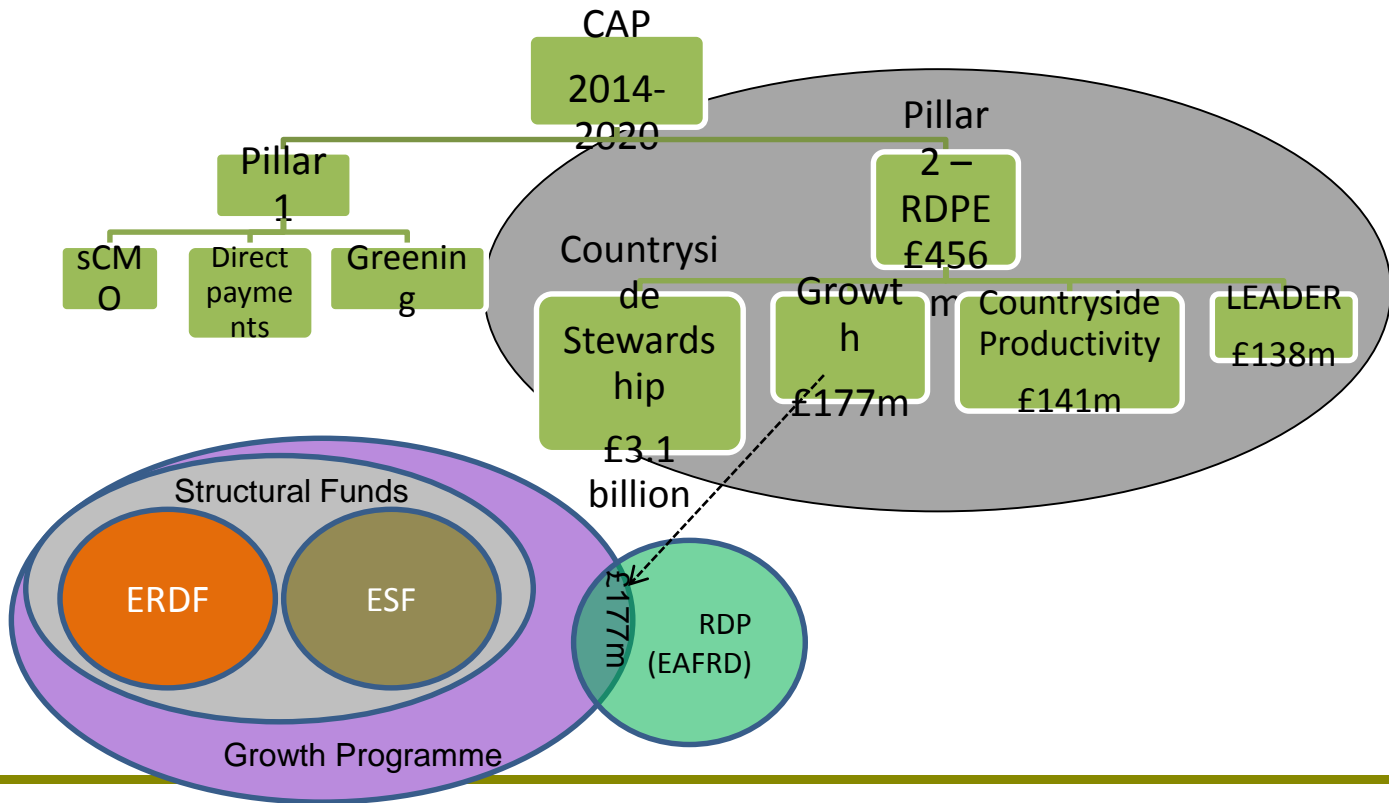 CAP
2014-
2020
Pillar
1
sCM
O
Direct
payme
nts
Greenin
g
Pillar
2 –
RDPE
£456
m
Countrysi
de
Stewards
hip
£3.1
billion
Growt
h
£177m
Countryside
Productivity
£141m
LEADER
£138m
Structural Funds
ERDF
ESF
£177m
RDP
(EAFRD)
Growth Programme